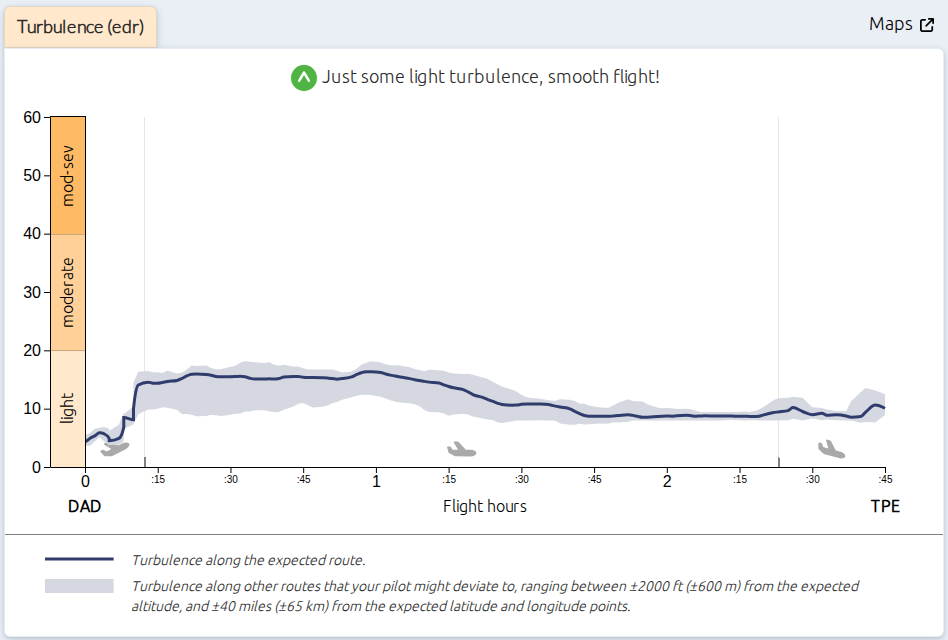 Turbulence (edr)
Maps
Just some light turbulence, smooth flight!
60
50
40
30
20
10
0
mod-sev
moderate
light
0 :15 :30 :45 1 :15 :30 :45 2 :15 :30 :45
DAD Flight hours TPE
Turbulence along the expected route.
Turbulence along other routes that your pilot might deviate to, ranging between ±2000 ft (±600 m) from the expected
altitude, and ±40 miles (±65 km) from the expected latitude and longitude points.